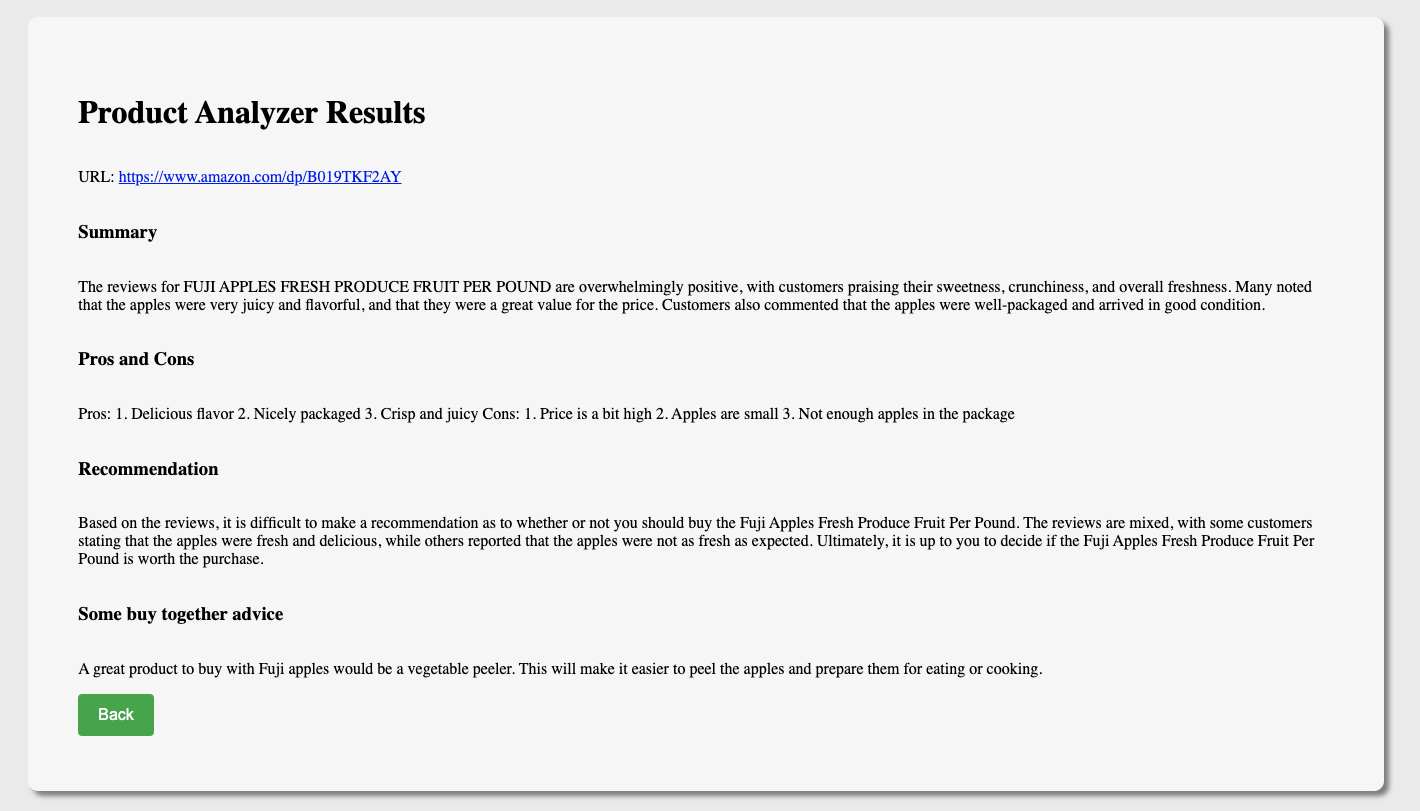 Product Analyzer Results
URL: https://www.amazon.com/dp/B019TKF2AY
Summary
The reviews for FUJI APPLES FRESH PRODUCE FRUIT PER POUND are overwhelmingly positive, with customers praising their sweetness, crunchiness, and overall freshness. Many noted
that the apples were very juicy and flavorful, and that they were a great value for the price. Customers also commented that the apples were well-packaged and arrived in good condition.
Pros and Cons
Pros: 1. Delicious flavor 2. Nicely packaged 3. Crisp and juicy Cons: 1. Price is a bit high 2. Apples are small 3. Not enough apples in the package
Recommendation
Based on the reviews, it is difficult to make a recommendation as to whether or not you should buy the Fuji Apples Fresh Produce Fruit Per Pound. The reviews are mixed, with some customers
stating that the apples were fresh and delicious, while others reported that the apples were not as fresh as expected. Ultimately, it is up to you to decide if the Fuji Apples Fresh Produce Fruit Per
Pound is worth the purchase.
Some buy together advice
A great product to buy with Fuji apples would be a vegetable peeler. This will make it easier to peel the apples and prepare them for eating or cooking.
Back